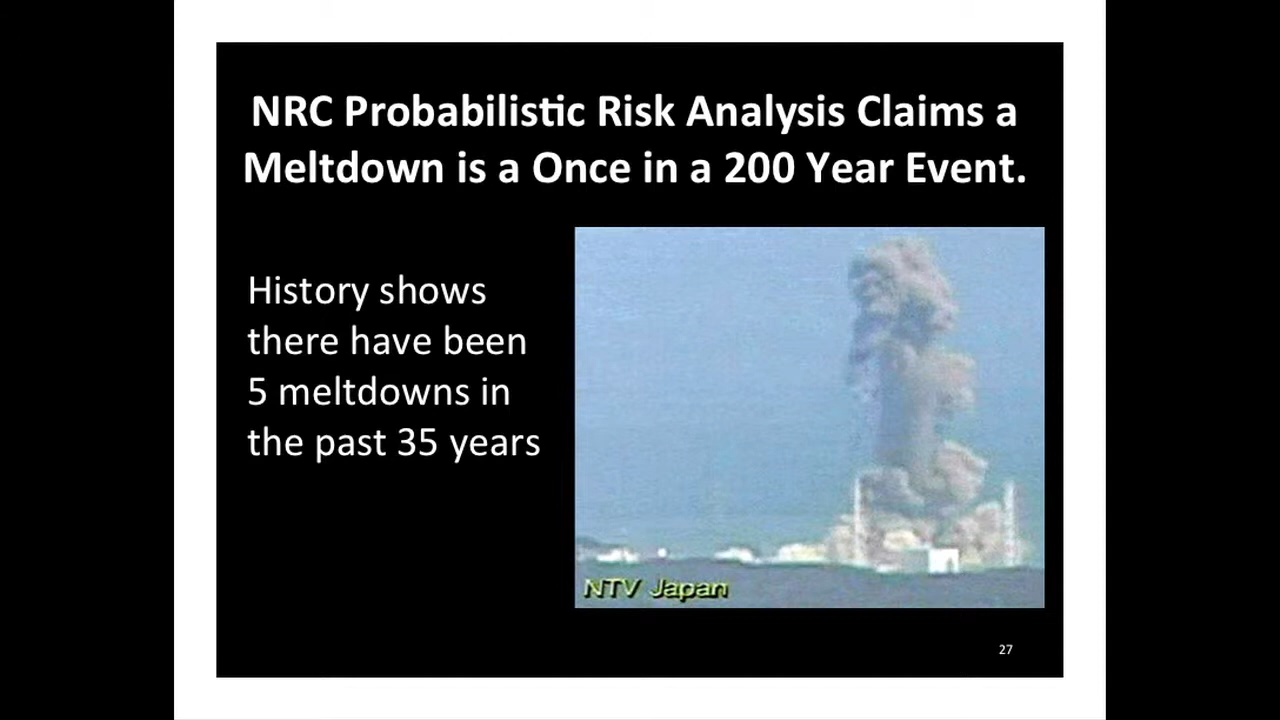 NRC Probabilistic Risk Analysis Claims a
Meltdown is a Once in a 200 Year Event.
History shows
there have been
5 meltdowns in
the past 35 years
NTV Japan
27